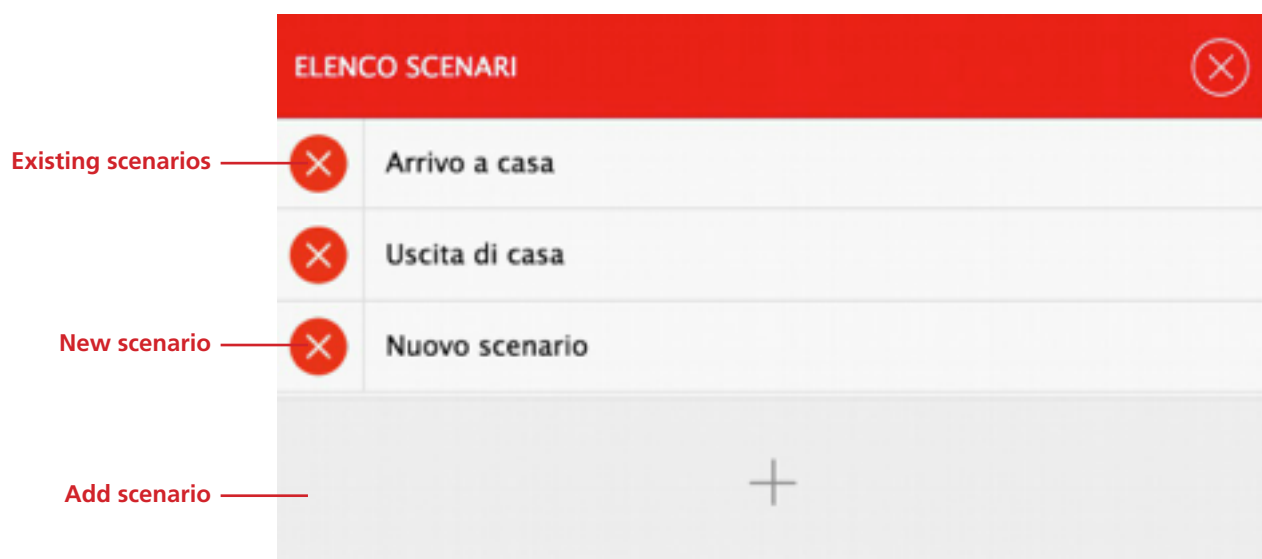 ELENCO SCENARI
Existing scenarios
Arrivo a casa
Uscita di casa
New scenario
Nuovo scenario
Add scenario